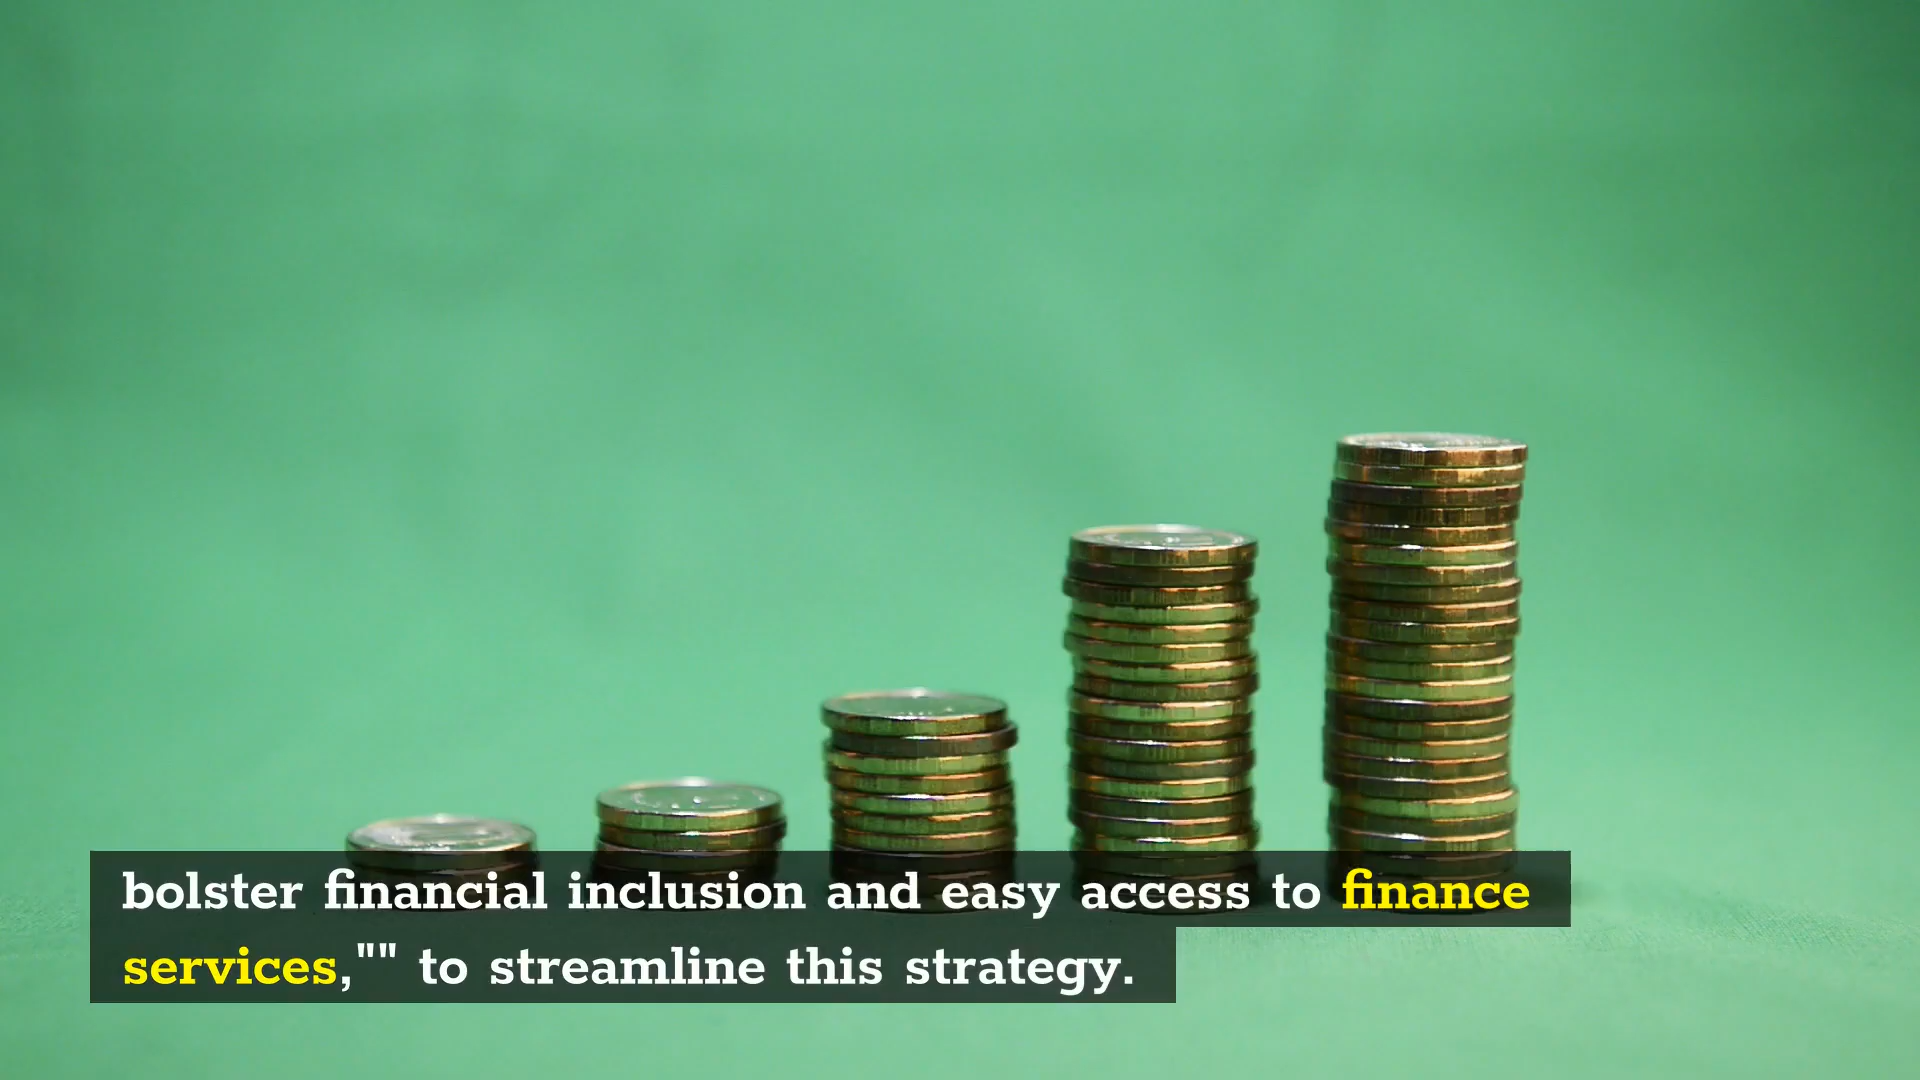 bolster financial inclusion and easy access to finance
services,"" to streamline this strategy.